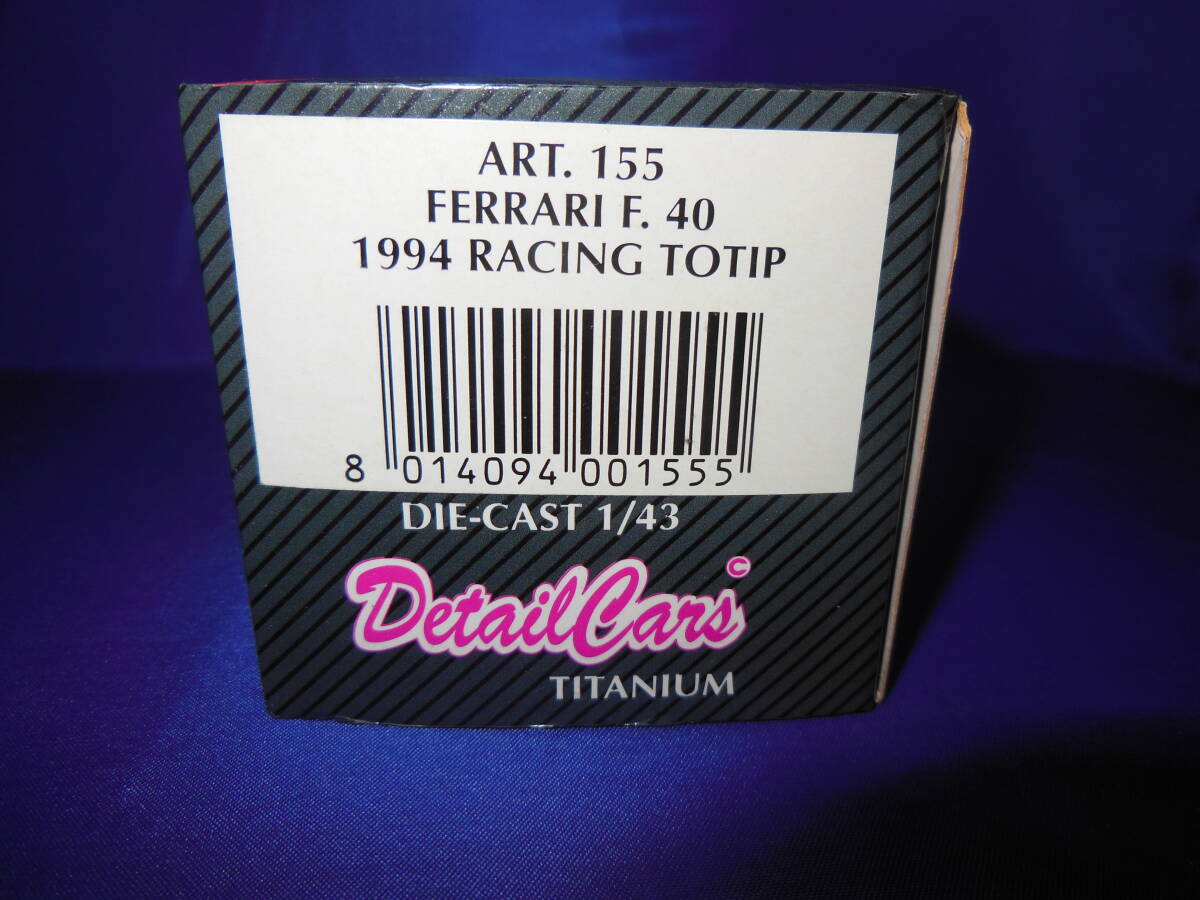 ART. 155
FERRARI F. 40
1994 RACING TOTIP
8 014094 001555
DIE-CAST 1/43
DetailCars ©
TITANIUM